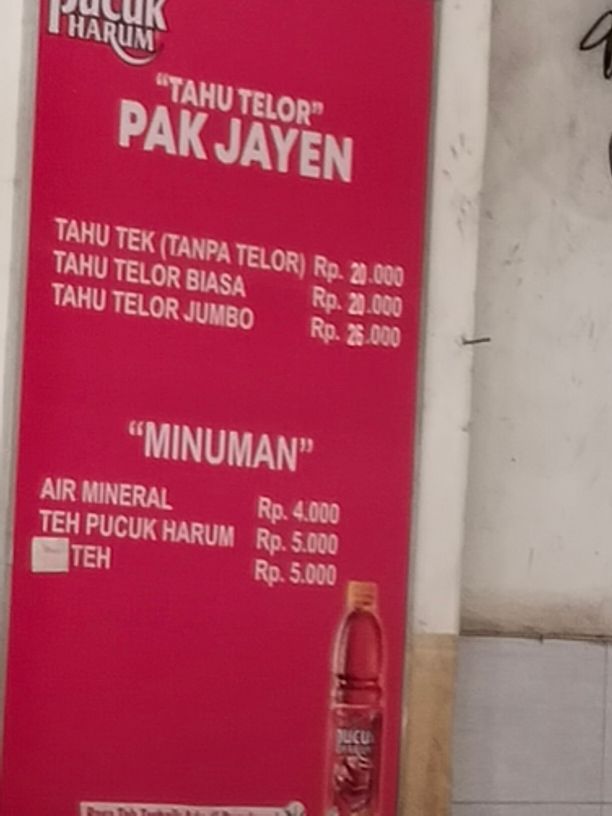 pucuk
HARUM
“TAHU TELOR”
PAK JAYEN
TAHU TEK (TANPA TELOR) Rp. 20.000
TAHU TELOR BIASA Rp. 20.000
TAHU TELOR JUMBO Rp. 26.000
“MINUMAN”
AIR MINERAL Rp. 4.000
TEH PUCUK HARUM Rp. 5.000
TEH Rp. 5.000
pucuk
HARUM